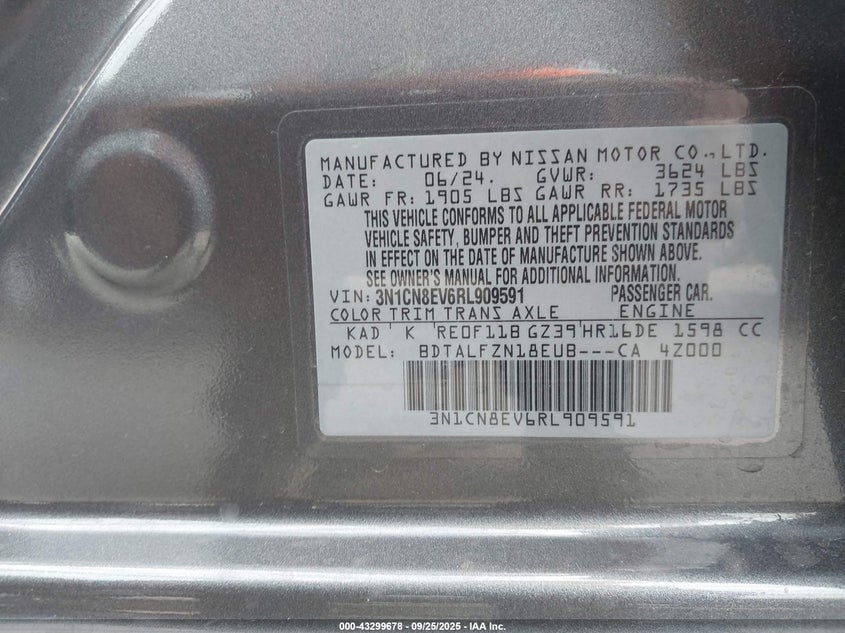 MANUFACTURED BY NISSAN MOTOR CO., LTD.
DATE: 06/24. GVWR: 3624 LBS
GAWR FR: 1905 LBS GAWR RR: 1735 LBS
THIS VEHICLE CONFORMS TO ALL APPLICABLE FEDERAL MOTOR
VEHICLE SAFETY, BUMPER AND THEFT PREVENTION STANDARDS
IN EFFECT ON THE DATE OF MANUFACTURE SHOWN ABOVE.
SEE OWNER'S MANUAL FOR ADDITIONAL INFORMATION.
VIN: 3N1CN8EV6RL909591 PASSENGER CAR.
COLOR TRIM TRANS AXLE ENGINE
KAD K RE0F11B GZ39 HR16DE 1598 CC
MODEL: BDTALFZN18EUB---CA 4Z000
3N1CN8EV6RL909591
000-43299678 - 09/25/2025 - IAA Inc.